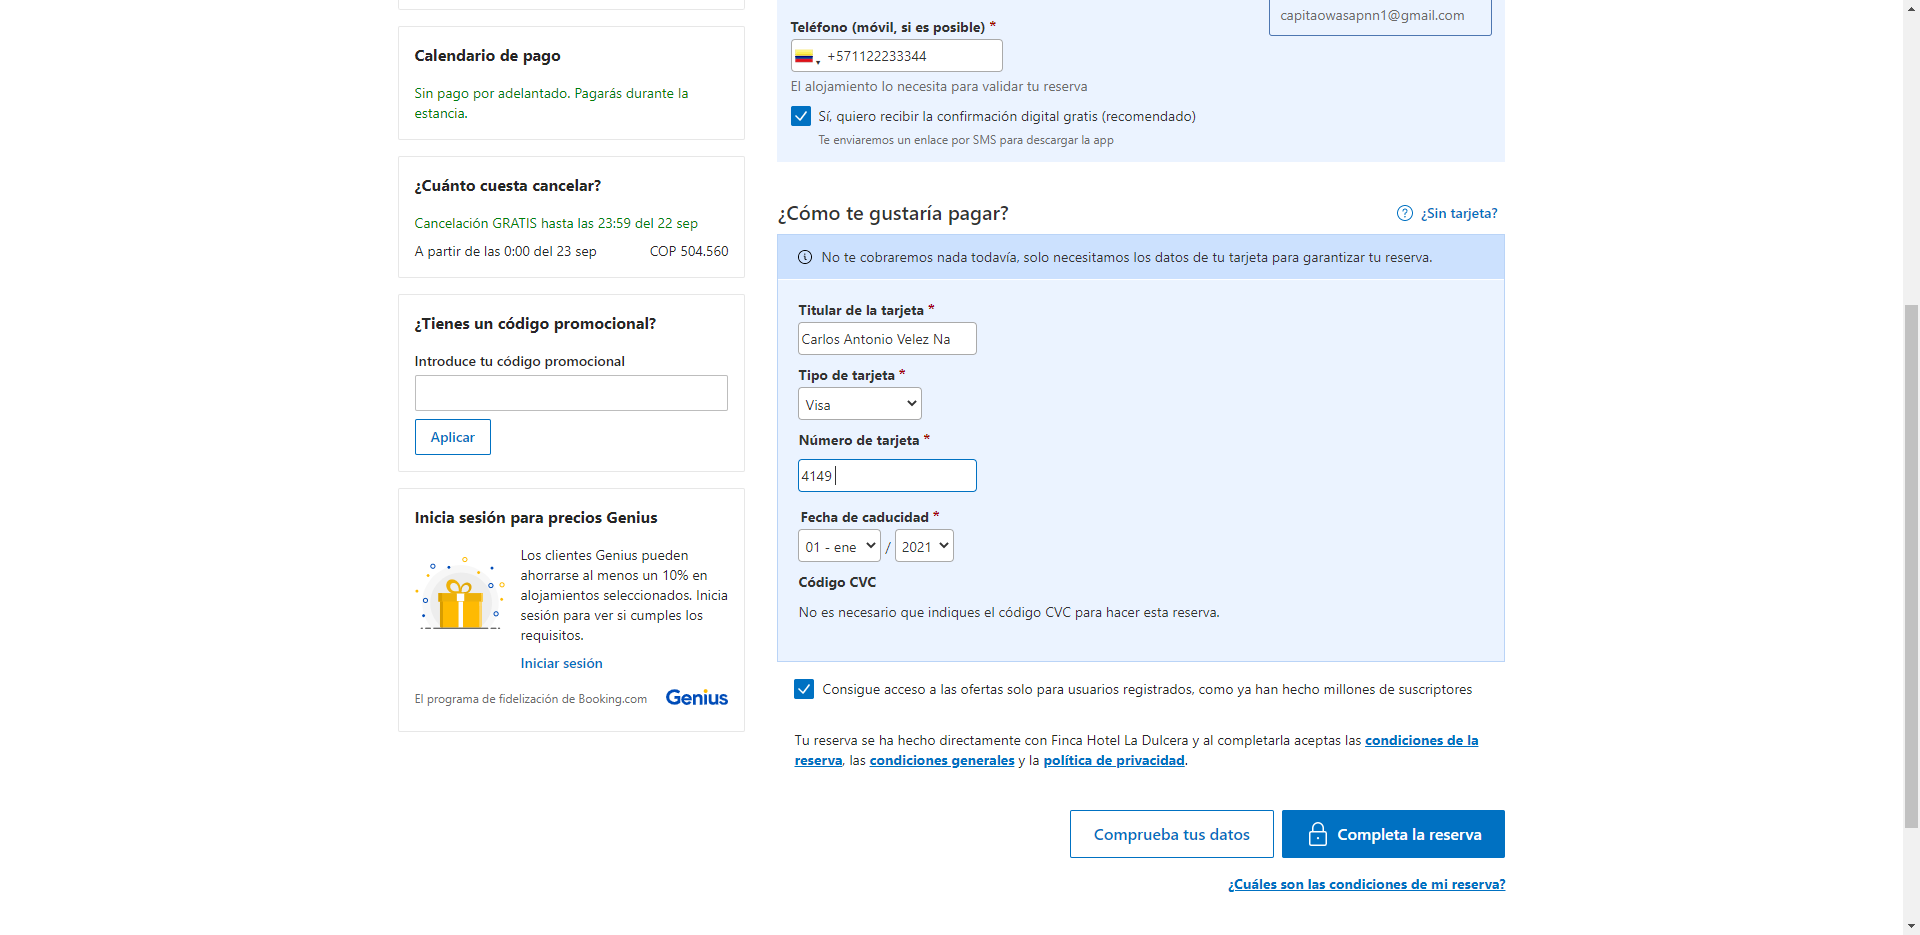 Calendario de pago
Sin pago por adelantado. Pagarás durante la
estancia.
¿Cuánto cuesta cancelar?
Cancelación GRATIS hasta las 23:59 del 22 sep
A partir de las 0:00 del 23 sep COP 504.560
¿Tienes un código promocional?
Introduce tu código promocional
Aplicar
Inicia sesión para precios Genius
Los clientes Genius pueden
ahorrarse al menos un 10% en
alojamientos seleccionados. Inicia
sesión para ver si cumples los
requisitos.
Iniciar sesión
El programa de fidelización de Booking.com Genius
capitaowasapnn1@gmail.com
Teléfono (móvil, si es posible) *
+571122233344
El alojamiento lo necesita para validar tu reserva
Sí, quiero recibir la confirmación digital gratis (recomendado)
Te enviaremos un enlace por SMS para descargar la app
¿Cómo te gustaría pagar?
¿Sin tarjeta?
No te cobraremos nada todavía, solo necesitamos los datos de tu tarjeta para garantizar tu reserva.
Titular de la tarjeta *
Carlos Antonio Velez Na
Tipo de tarjeta *
Visa
Número de tarjeta *
4149
Fecha de caducidad *
01 - ene / 2021
Código CVC
No es necesario que indiques el código CVC para hacer esta reserva.
Consigue acceso a las ofertas solo para usuarios registrados, como ya han hecho millones de suscriptores
Tu reserva se ha hecho directamente con Finca Hotel La Dulcera y al completarla aceptas las condiciones de la
reserva, las condiciones generales y la política de privacidad.
Comprueba tus datos
Completa la reserva
¿Cuáles son las condiciones de mi reserva?